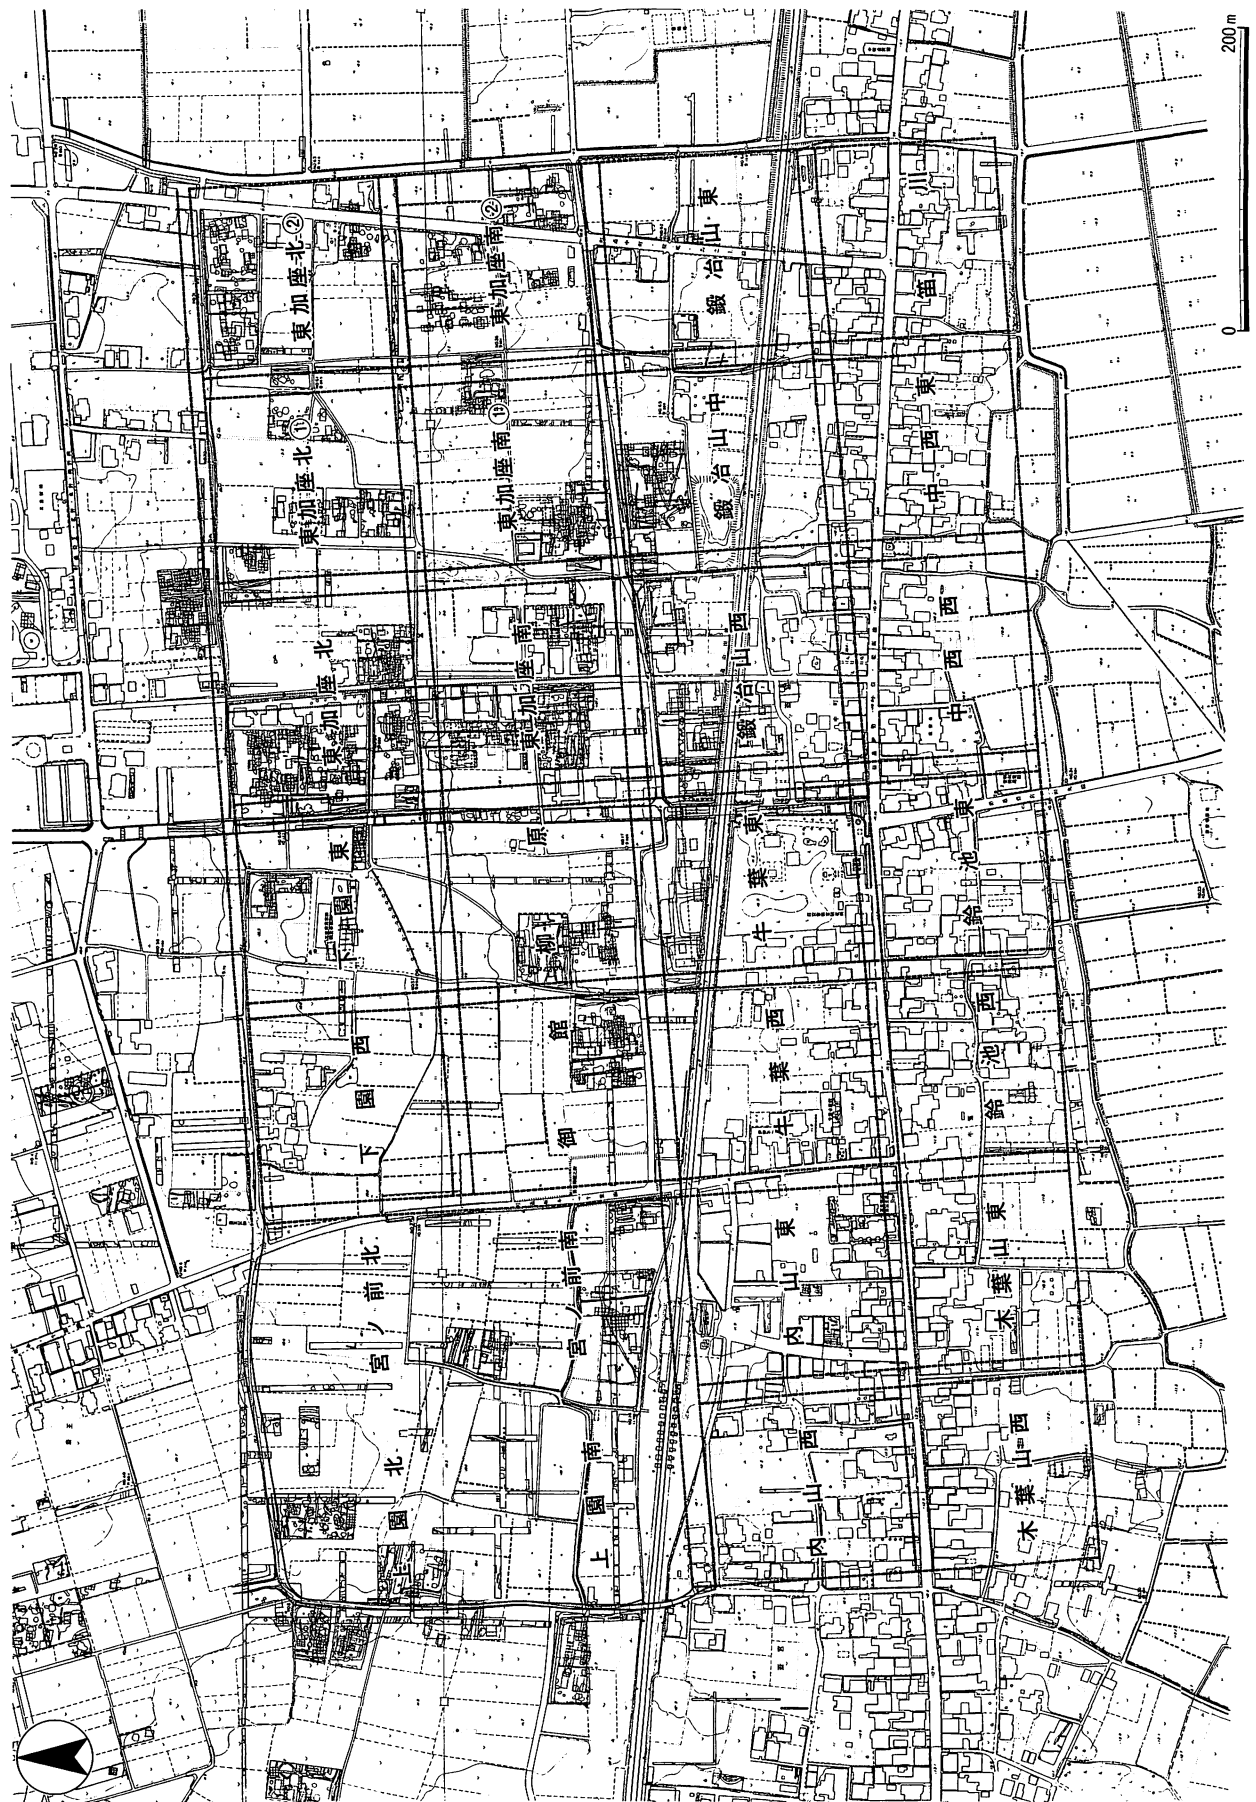 上園北
宮ノ前北
下園西
下園東
東加座北
東加座北①
東加座北②
上園南
宮ノ前南
御館
柳原
東加座南
東加座南①
東加座南②
内山西
内山東
牛葉西
牛葉東
鍛冶山西
鍛冶山中
鍛冶山東
木葉山西
木葉山東
鈴池西
鈴池東
中西西
中西東
笛川
0 200m